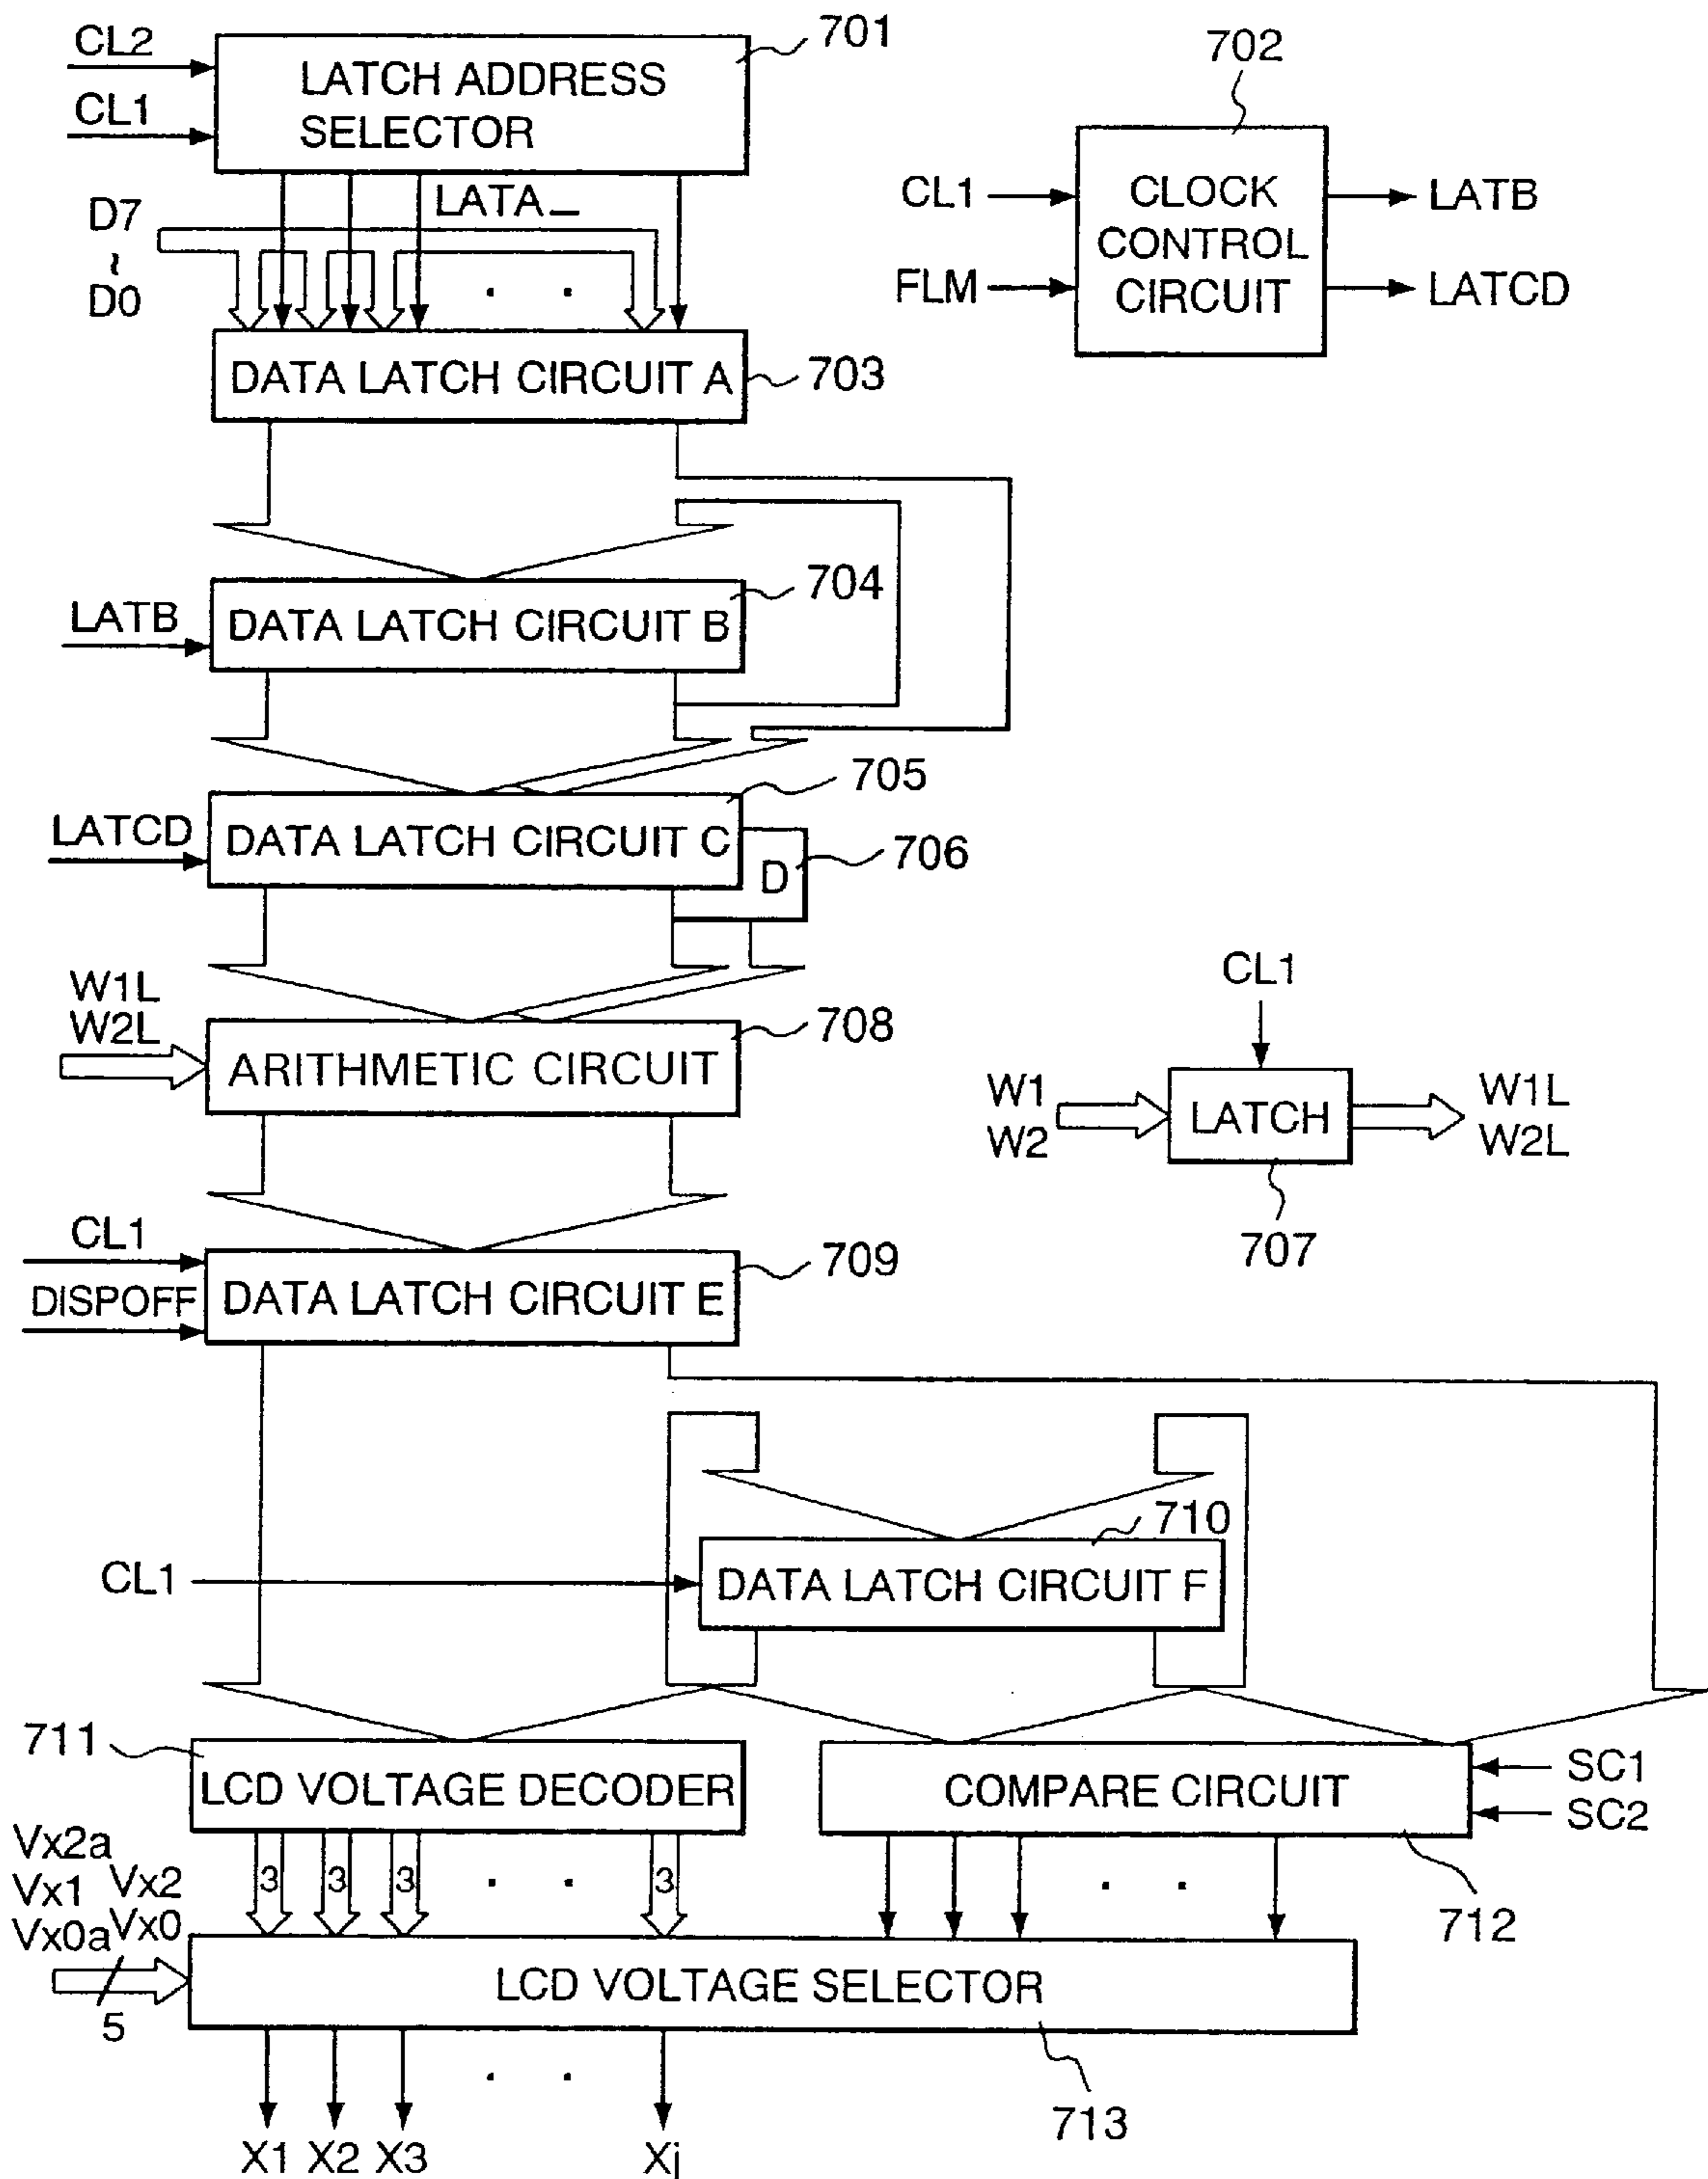 CL2
CL1
LATCH ADDRESS
SELECTOR
701
702
CL1
FLM
CLOCK
CONTROL
CIRCUIT
LATB
LATCD
LATA_
D7
~
D0
. .
DATA LATCH CIRCUIT A
703
704
LATB
DATA LATCH CIRCUIT B
705
LATCD
DATA LATCH CIRCUIT C
D
706
W1L
W2L
708
ARITHMETIC CIRCUIT
CL1
W1
W2
LATCH
W1L
W2L
707
CL1
DISPOFF
DATA LATCH CIRCUIT E
709
710
CL1
DATA LATCH CIRCUIT F
711
LCD VOLTAGE DECODER
COMPARE CIRCUIT
SC1
SC2
712
3 3 3 . . 3
. .
Vx2a
Vx1 Vx2
Vx0a Vx0
5
LCD VOLTAGE SELECTOR
713
. .
X1 X2 X3 Xj